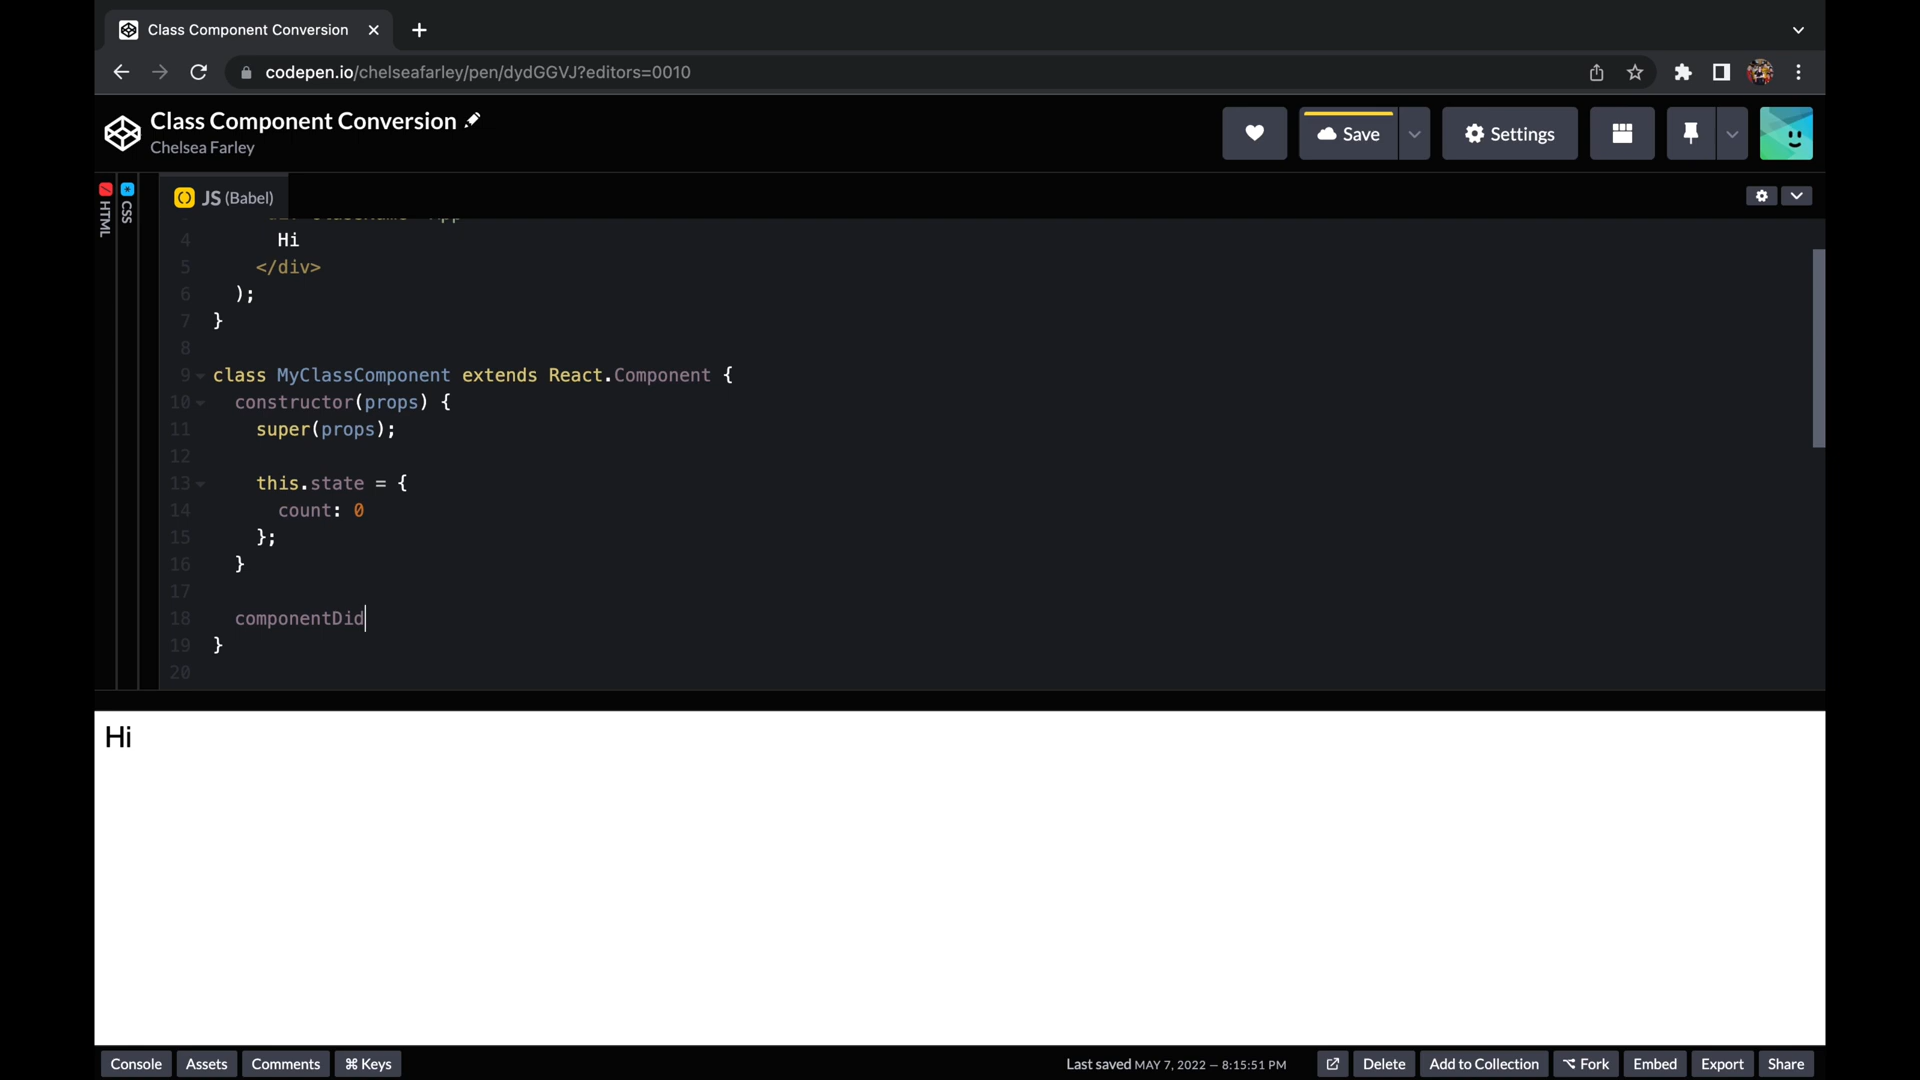 Class Component Conversion
codepen.io/chelseafarley/pen/dydGGVJ?editors=0010
Class Component Conversion
Chelsea Farley
Save
Settings
HTML
CSS
JS (Babel)
4 Hi
5 </div>
6 );
7 }
8
9 class MyClassComponent extends React.Component {
10 constructor(props) {
11 super(props);
12
13 this.state = {
14 count: 0
15 };
16 }
17
18 componentDid
19 }
20
Hi
Console Assets Comments ⌘ Keys Last saved MAY 7, 2022 — 8:15:51 PM Delete Add to Collection ⌥ Fork Embed Export Share